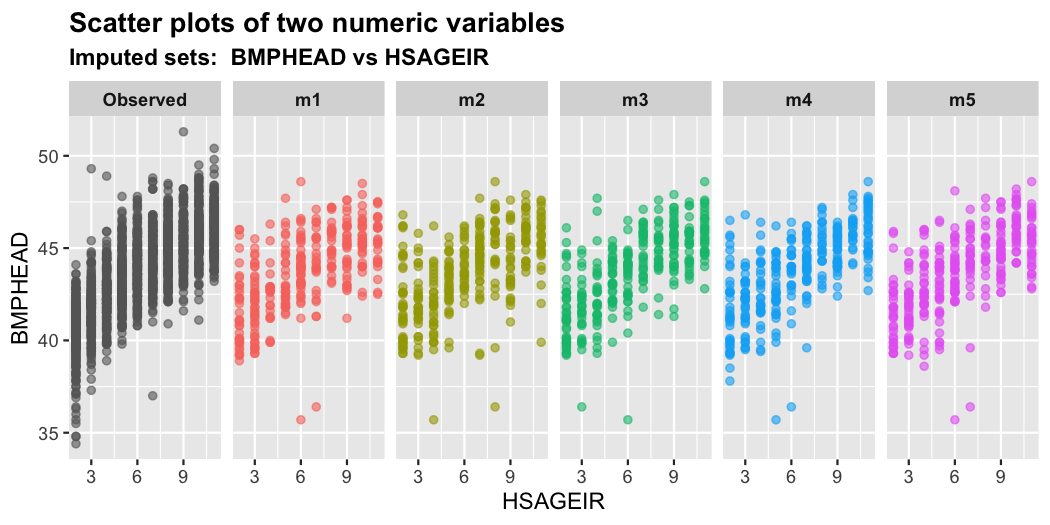 Scatter plots of two numeric variables
Imputed sets:  BMPHEAD vs HSAGEIR
Observed m1 m2 m3 m4 m5
BMPHEAD
50
45
40
35
3 6 9 3 6 9 3 6 9 3 6 9 3 6 9 3 6 9
HSAGEIR